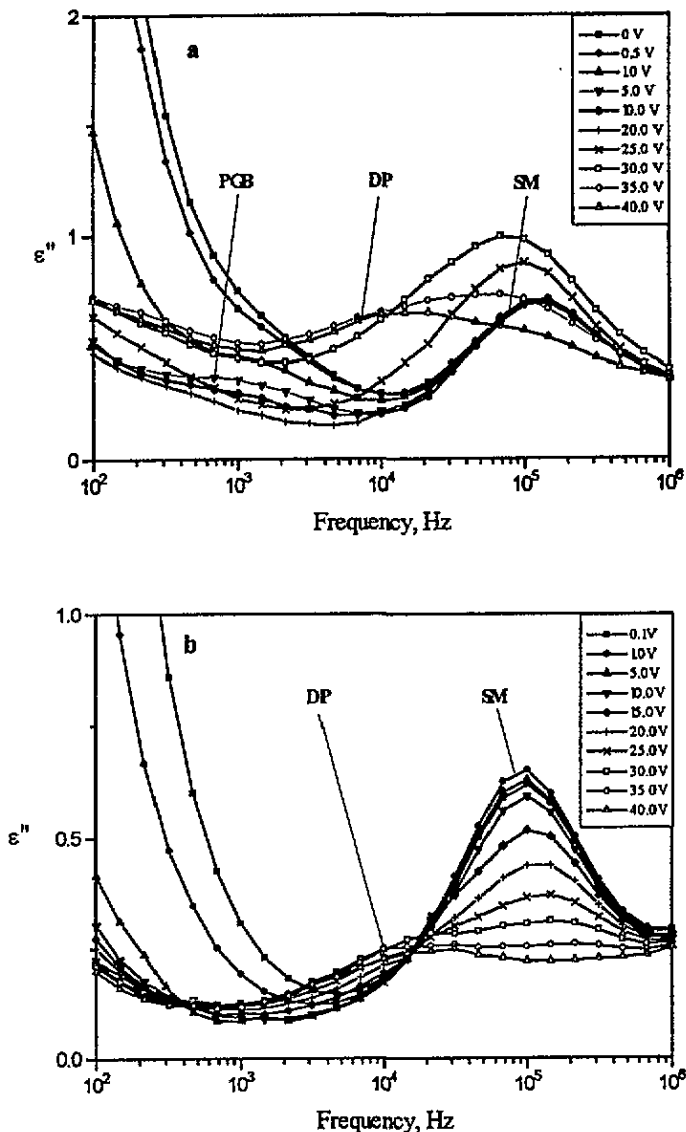 2
a
PGB
DP
SM
0 V
0,5 V
1.0 V
5.0 V
10.0 V
20.0 V
25.0 V
30.0 V
35.0 V
40.0 V
1
ε"
0
10² 10³ 10⁴ 10⁵ 10⁶
Frequency, Hz
1.0
b
DP
SM
0.1V
1.0V
5.0V
10.0V
15.0V
20.0V
25.0V
30.0V
35.0V
40.0V
0.5
ε"
0.0
10² 10³ 10⁴ 10⁵ 10⁶
Frequency, Hz